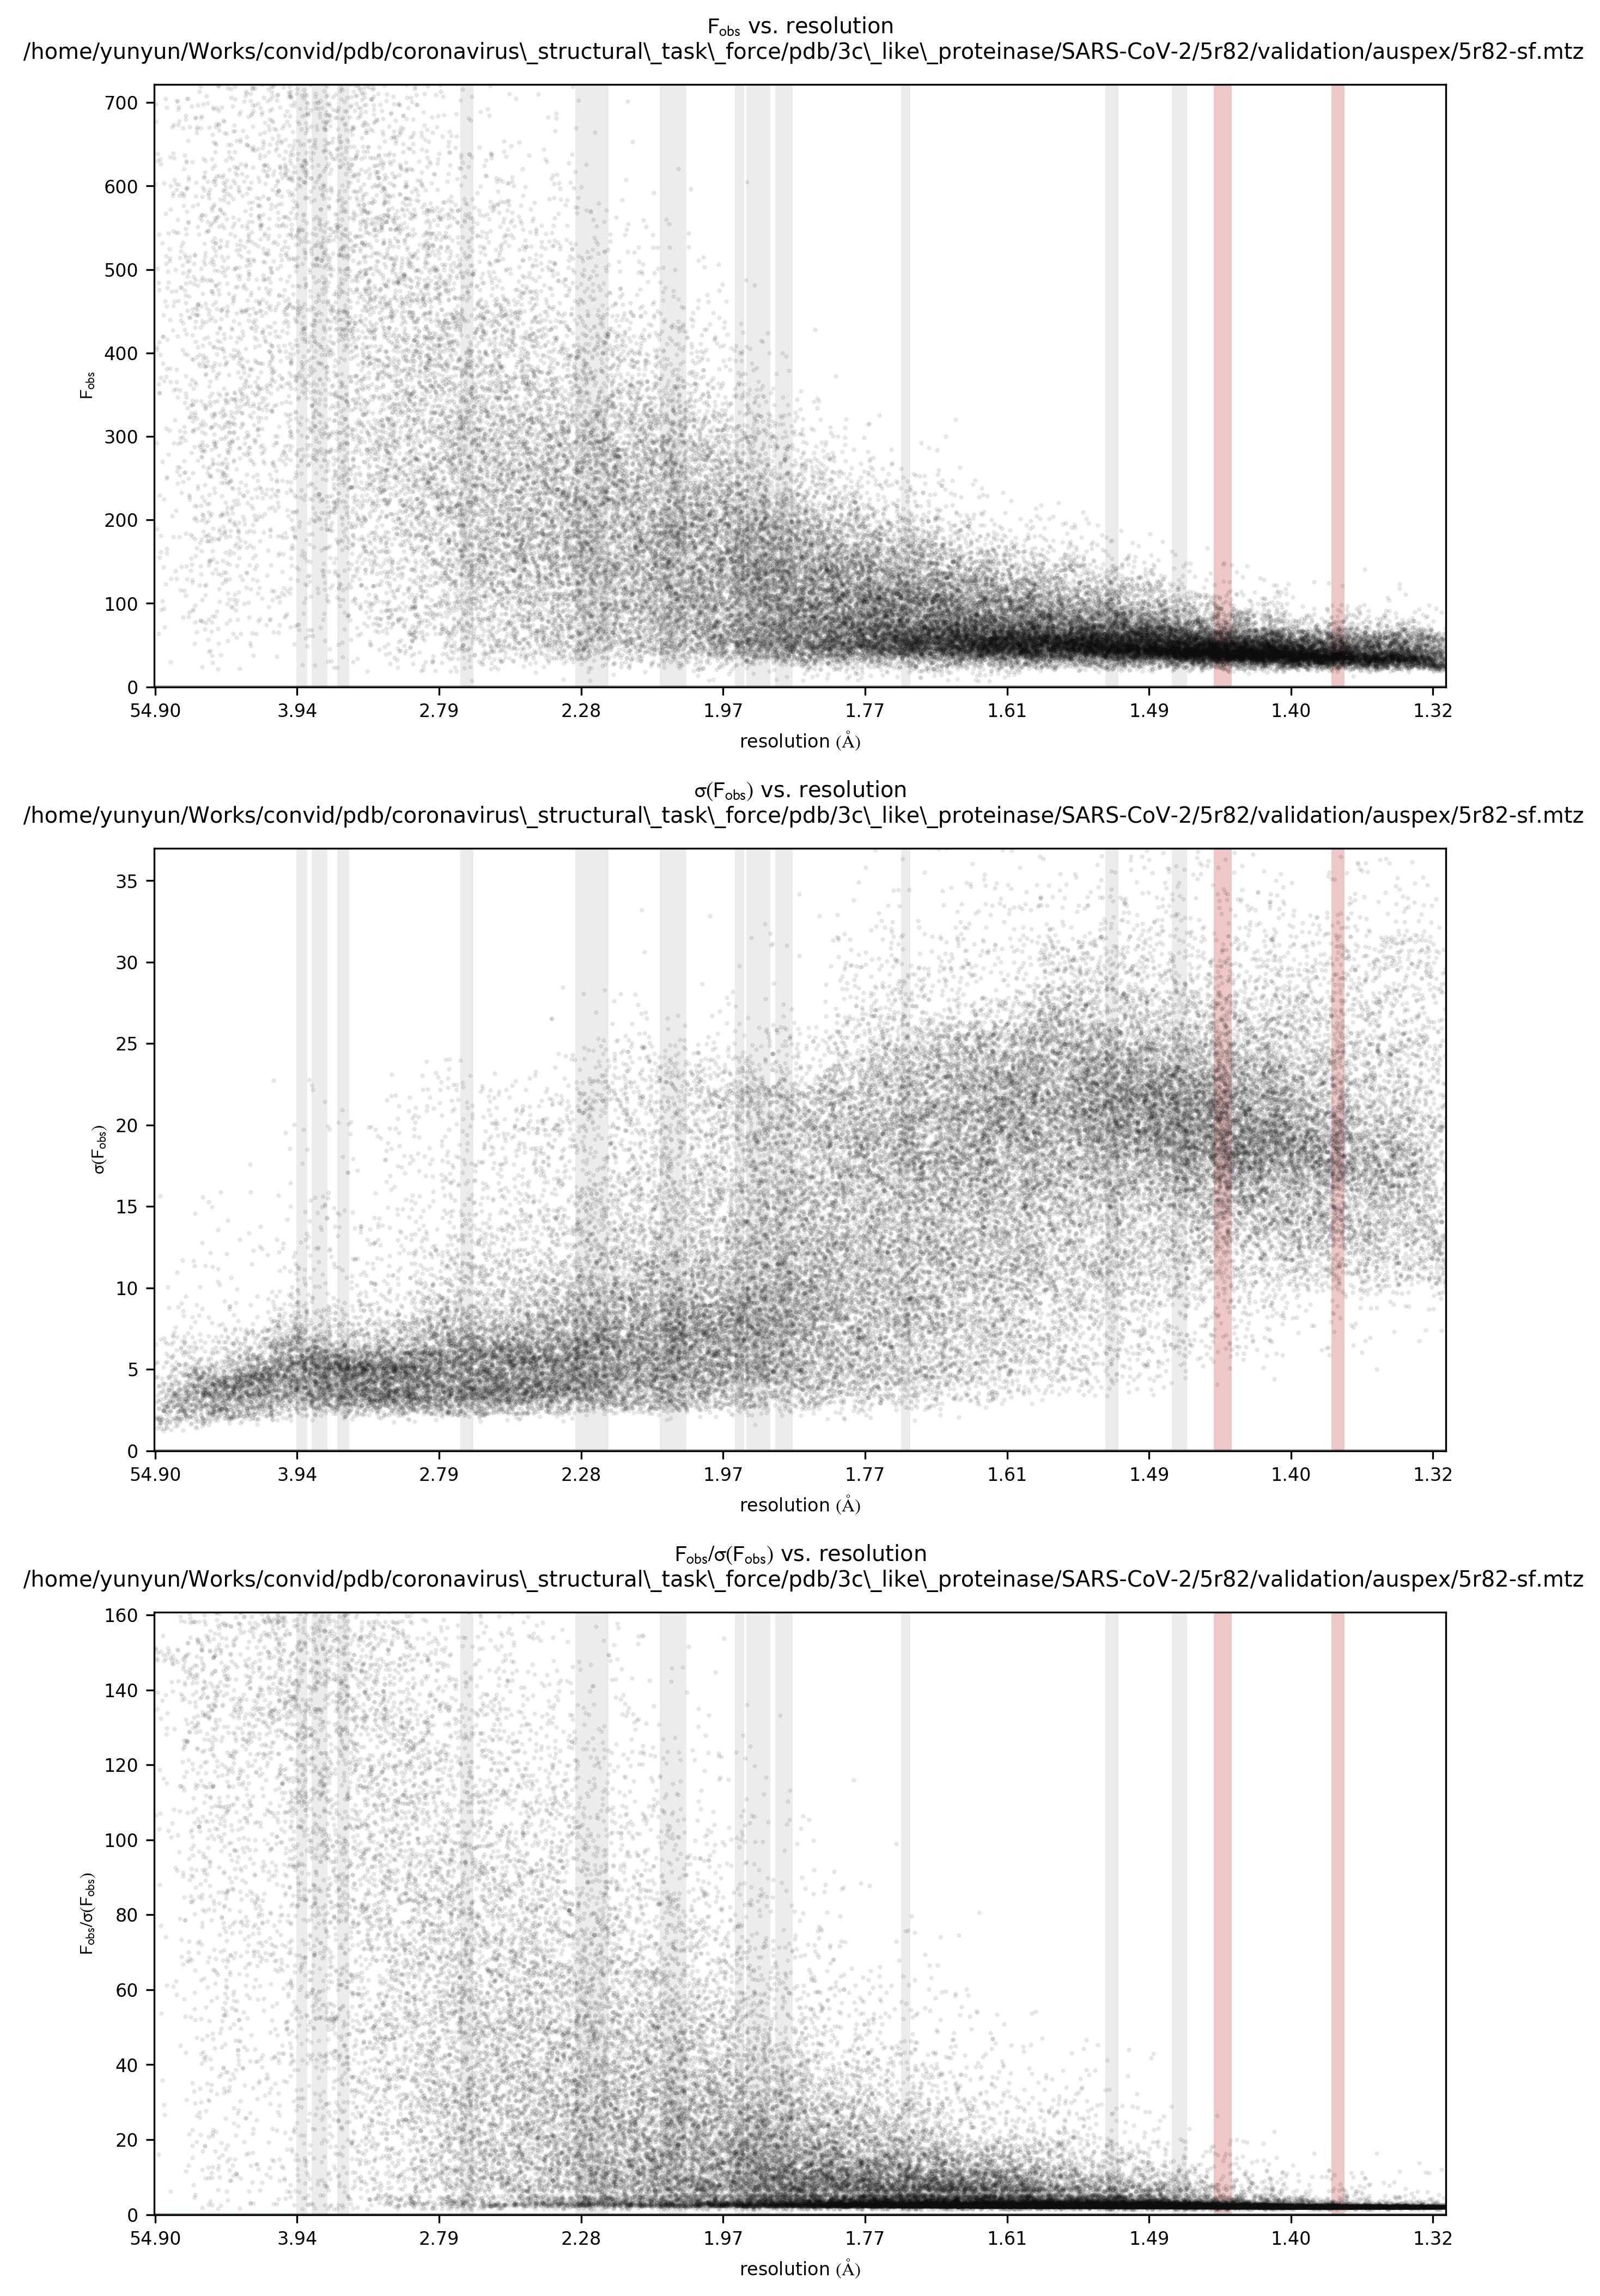 Fobs vs. resolution
/home/yunyun/Works/convid/pdb/coronavirus\_structural\_task\_force/pdb/3c\_like\_proteinase/SARS-CoV-2/5r82/validation/auspex/5r82-sf.mtz
700
600
500
400
300
200
100
0
Fobs
54.90 3.94 2.79 2.28 1.97 1.77 1.61 1.49 1.40 1.32
resolution (Å)
σ(Fobs) vs. resolution
/home/yunyun/Works/convid/pdb/coronavirus\_structural\_task\_force/pdb/3c\_like\_proteinase/SARS-CoV-2/5r82/validation/auspex/5r82-sf.mtz
35
30
25
20
15
10
5
0
σ(Fobs)
54.90 3.94 2.79 2.28 1.97 1.77 1.61 1.49 1.40 1.32
resolution (Å)
Fobs/σ(Fobs) vs. resolution
/home/yunyun/Works/convid/pdb/coronavirus\_structural\_task\_force/pdb/3c\_like\_proteinase/SARS-CoV-2/5r82/validation/auspex/5r82-sf.mtz
160
140
120
100
80
60
40
20
0
Fobs/σ(Fobs)
54.90 3.94 2.79 2.28 1.97 1.77 1.61 1.49 1.40 1.32
resolution (Å)